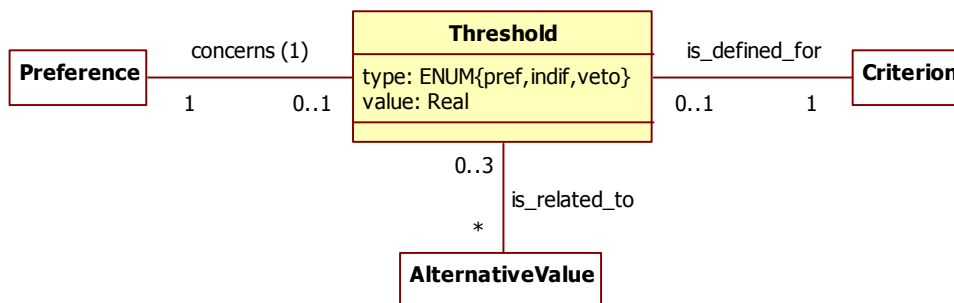 Threshold
concerns (1)
is_defined_for
Preference
type: ENUM{pref,indif,veto}
Criterion
value: Real
1
0..1
0..1
1
0..3
is_related_to
*
AlternativeValue